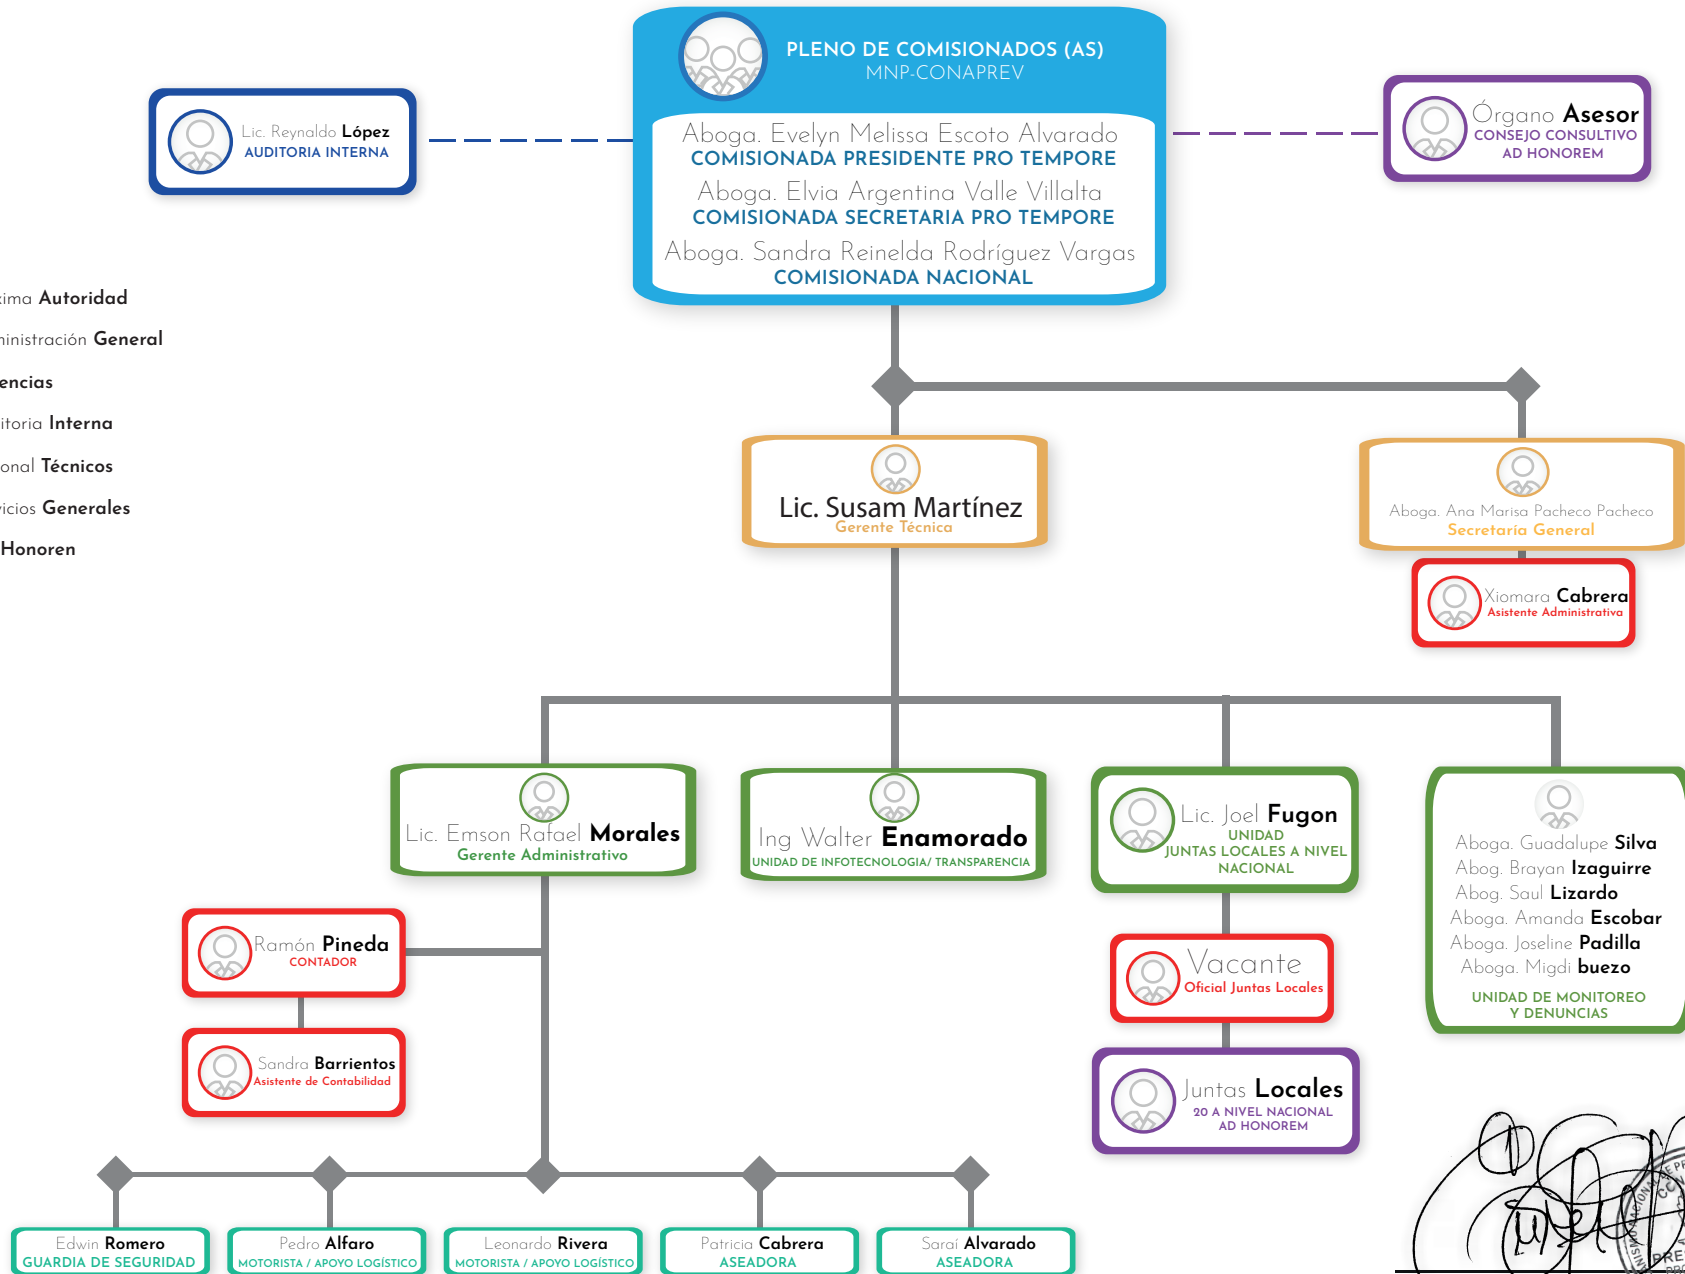 PLENO DE COMISIONADOS (AS)
MNP-CONAPREV
Aboga. Evelyn Melissa Escoto Alvarado
COMISIONADA PRESIDENTE PRO TEMPORE
Aboga. Elvia Argentina Valle Villalta
COMISIONADA SECRETARIA PRO TEMPORE
Aboga. Sandra Reinelda Rodríguez Vargas
COMISIONADA NACIONAL
Lic. Reynaldo López
AUDITORIA INTERNA
Órgano Asesor
CONSEJO CONSULTIVO
AD HONOREM
Autoridad
General
Interna
Técnicos
Generales
Honoren
Lic. Susam Martínez
Gerente Técnica
Aboga. Ana Marisa Pacheco Pacheco
Secretaría General
Xiomara Cabrera
Asistente Administrativa
Lic. Emson Rafael Morales
Gerente Administrativo
Ing Walter Enamorado
UNIDAD DE INFOTECNOLOGIA/ TRANSPARENCIA
Lic. Joel Fugon
UNIDAD
JUNTAS LOCALES A NIVEL
NACIONAL
Aboga. Guadalupe Silva
Abog. Brayan Izaguirre
Abog. Saul Lizardo
Aboga. Amanda Escobar
Aboga. Joseline Padilla
Aboga. Migdi buezo
UNIDAD DE MONITOREO
Y DENUNCIAS
Ramón Pineda
CONTADOR
Sandra Barrientos
Asistente de Contabilidad
Vacante
Oficial Juntas Locales
Juntas Locales
20 A NIVEL NACIONAL
AD HONOREM
Edwin Romero
GUARDIA DE SEGURIDAD
Pedro Alfaro
MOTORISTA / APOYO LOGÍSTICO
Leonardo Rivera
MOTORISTA / APOYO LOGÍSTICO
Patricia Cabrera
ASEADORA
Saraí Alvarado
ASEADORA